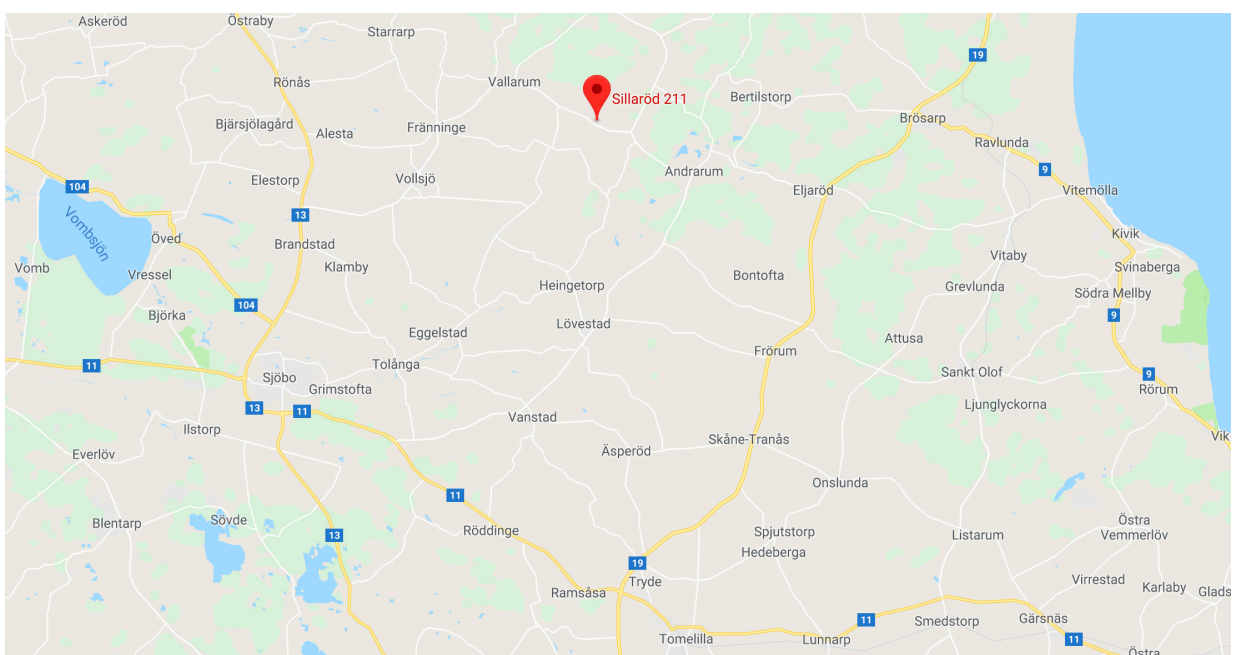 Askeröd
Östraby
Starrarp
19
Rönås
Vallarum
Sillaröd 211
Bertilstorp
Brösarp
Bjärsjölagård
Alesta
Fränninge
Ravlunda
9
Andrarum
104
Elestorp
Vollsjö
Eljaröd
Vitemölla
13
Vombsjön
Öved
Brandstad
Kivik
Vomb
Vressel
Klamby
Bontofta
Vitaby
Svinaberga
Heingetorp
Grevlunda
Södra Mellby
104
Björka
Eggelstad
Lövestad
9
Attusa
Frörum
11
Tolånga
Sankt Olof
9
Sjöbo
Grimstofta
Rörum
13
11
Vanstad
Ljunglyckorna
Ilstorp
Skåne-Tranås
Vik
Everlöv
Äsperöd
Onslunda
11
Blentarp
Sövde
Röddinge
Spjutstorp
Listarum
Östra
Vemmerlöv
13
Hedeberga
19
Tryde
Ramsåsa
Virrestad
Karlaby
Glads
11
Smedstorp
Gärsnäs
Tomelilla
Lunnarp
11
Östra